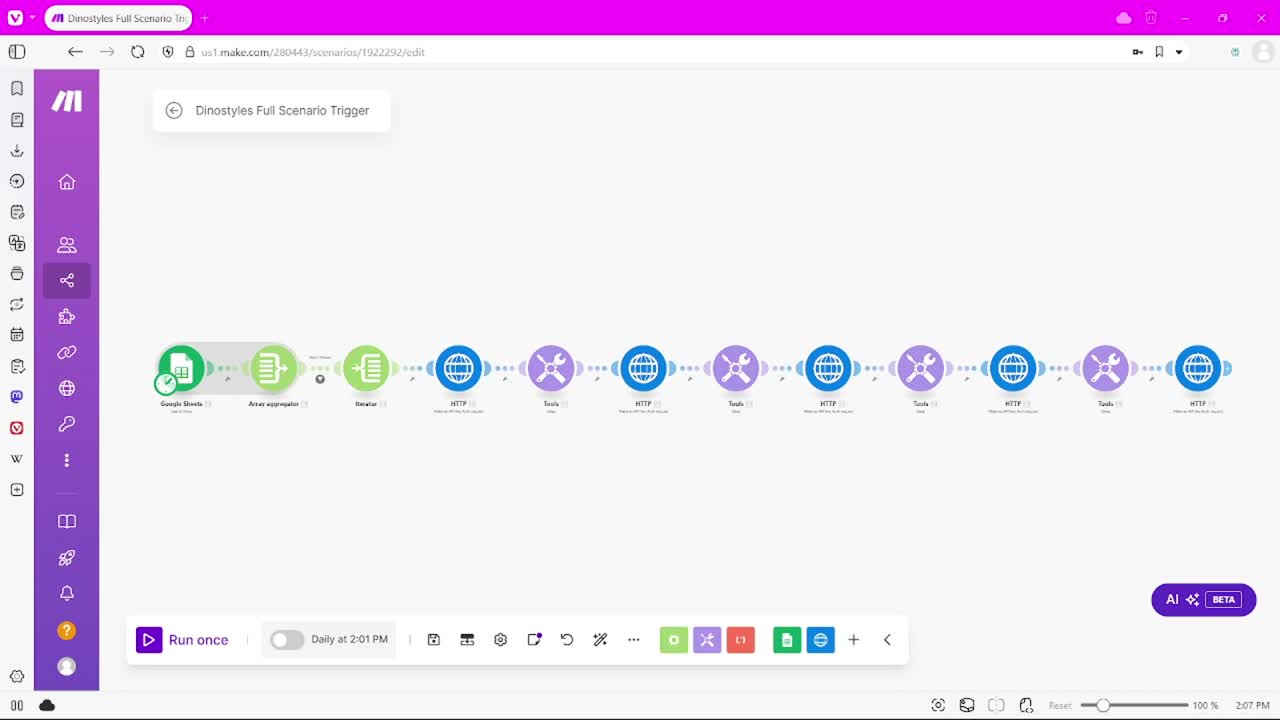 Dinostyles Full Scenario Trig
us1.make.com/280443/scenarios/1922292/edit
Dinostyles Full Scenario Trigger
Google Sheets
Array aggregator
Iterator
HTTP
Tools
HTTP
Tools
HTTP
Tools
HTTP
Tools
HTTP
AI
BETA
Run once
Daily at 2:01 PM
Reset
100 %
2:07 PM